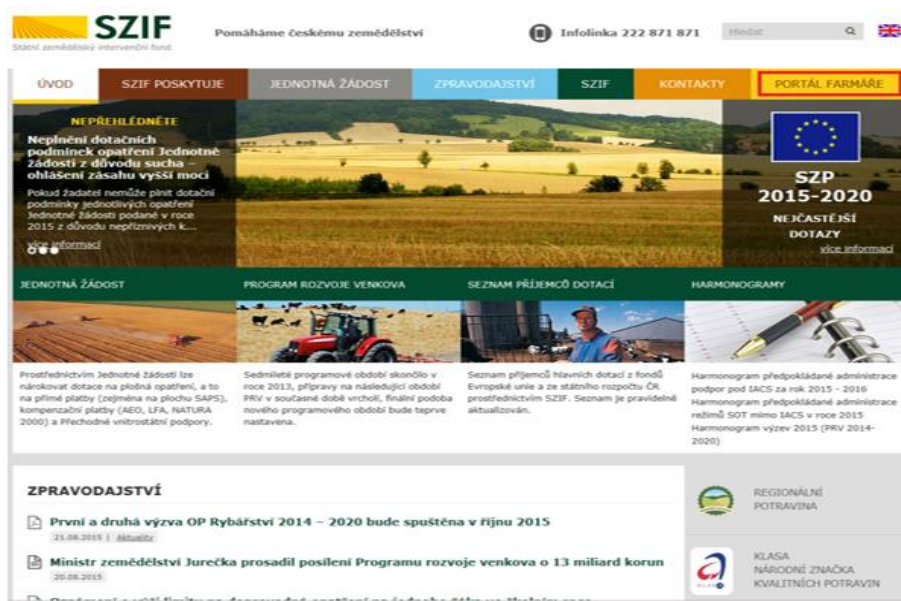 SZIF
Státní zemědělský intervenční fond
Pomáháme českému zemědělství
Infolinka 222 871 871
Hledat
ÚVOD
SZIF POSKYTUJE
JEDNOTNÁ ŽÁDOST
ZPRAVODAJSTVÍ
SZIF
KONTAKTY
PORTÁL FARMÁŘE
NEPŘEHLÉDNĚTE
Neplnění dotačních
podmínek opatření Jednotné
žádosti z důvodu sucha –
ohlášení zásahu vyšší moci
Pokud žadatel nemůže plnit dotační
podmínky jednotlivých opatření
Jednotné žádosti podané v roce
2015 z důvodu nepříznivých k...
více informací
SZP
2015-2020
NEJČASTĚJŠÍ
DOTAZY
více informací
JEDNOTNÁ ŽÁDOST
Prostřednictvím Jednotné žádosti lze
nárokovat dotace na plošná opatření, a to
na přímé platby (zejména na plochu SAPS),
kompenzační platby (AEO, LFA, NATURA
2000) a Přechodné vnitrostátní podpory.
PROGRAM ROZVOJE VENKOVA
Sedmileté programové období skončilo v
roce 2013, přípravy na následující období
PRV v současné době vrcholí, finální podoba
nového programového období bude teprve
nastavena.
SEZNAM PŘÍJEMCŮ DOTACÍ
Seznam příjemců hlavních dotací z fondů
Evropské unie a ze státního rozpočtu ČR
prostřednictvím SZIF. Seznam je pravidelně
aktualizován.
HARMONOGRAMY
Harmonogram předpokládané administrace
podpor pod IACS za rok 2015 - 2016
Harmonogram předpokládané administrace
režimů SOT mimo IACS v roce 2015
Harmonogram výzev 2015 (PRV 2014-
2020)
ZPRAVODAJSTVÍ
První a druhá výzva OP Rybářství 2014 – 2020 bude spuštěna v říjnu 2015
21.08.2015 | Aktuality
Ministr zemědělství Jurečka prosadil posílení Programu rozvoje venkova o 13 miliard korun
20.08.2015
REGIONÁLNÍ
POTRAVINA
KLASA
NÁRODNÍ ZNAČKA
KVALITNÍCH POTRAVIN